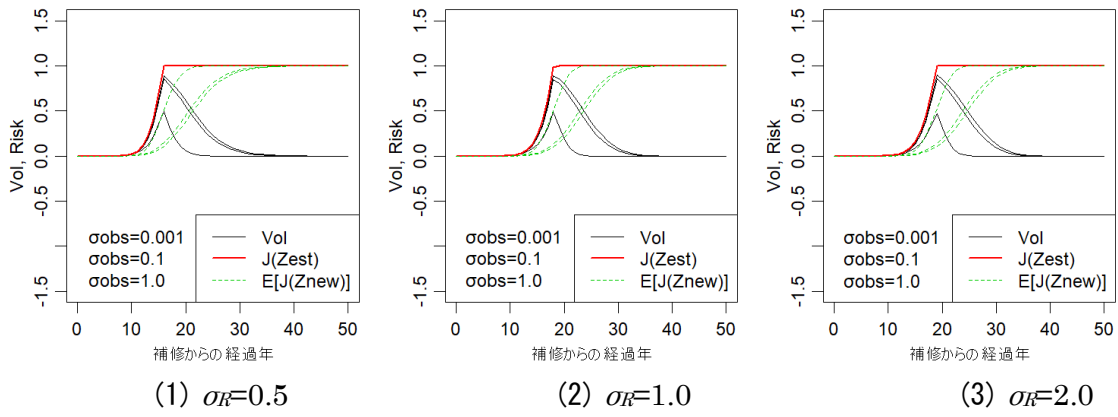 Vol, Risk
1.5
1.0
0.5
0.0
-0.5
-1.5
σobs=0.001
σobs=0.1
σobs=1.0
Vol
J(Zest)
E[J(Znew)]
0 10 20 30 40 50
補修からの経過年
(1) σR=0.5
Vol, Risk
1.5
1.0
0.5
0.0
-0.5
-1.5
σobs=0.001
σobs=0.1
σobs=1.0
Vol
J(Zest)
E[J(Znew)]
0 10 20 30 40 50
補修からの経過年
(2) σR=1.0
Vol, Risk
1.5
1.0
0.5
0.0
-0.5
-1.5
σobs=0.001
σobs=0.1
σobs=1.0
Vol
J(Zest)
E[J(Znew)]
0 10 20 30 40 50
補修からの経過年
(3) σR=2.0